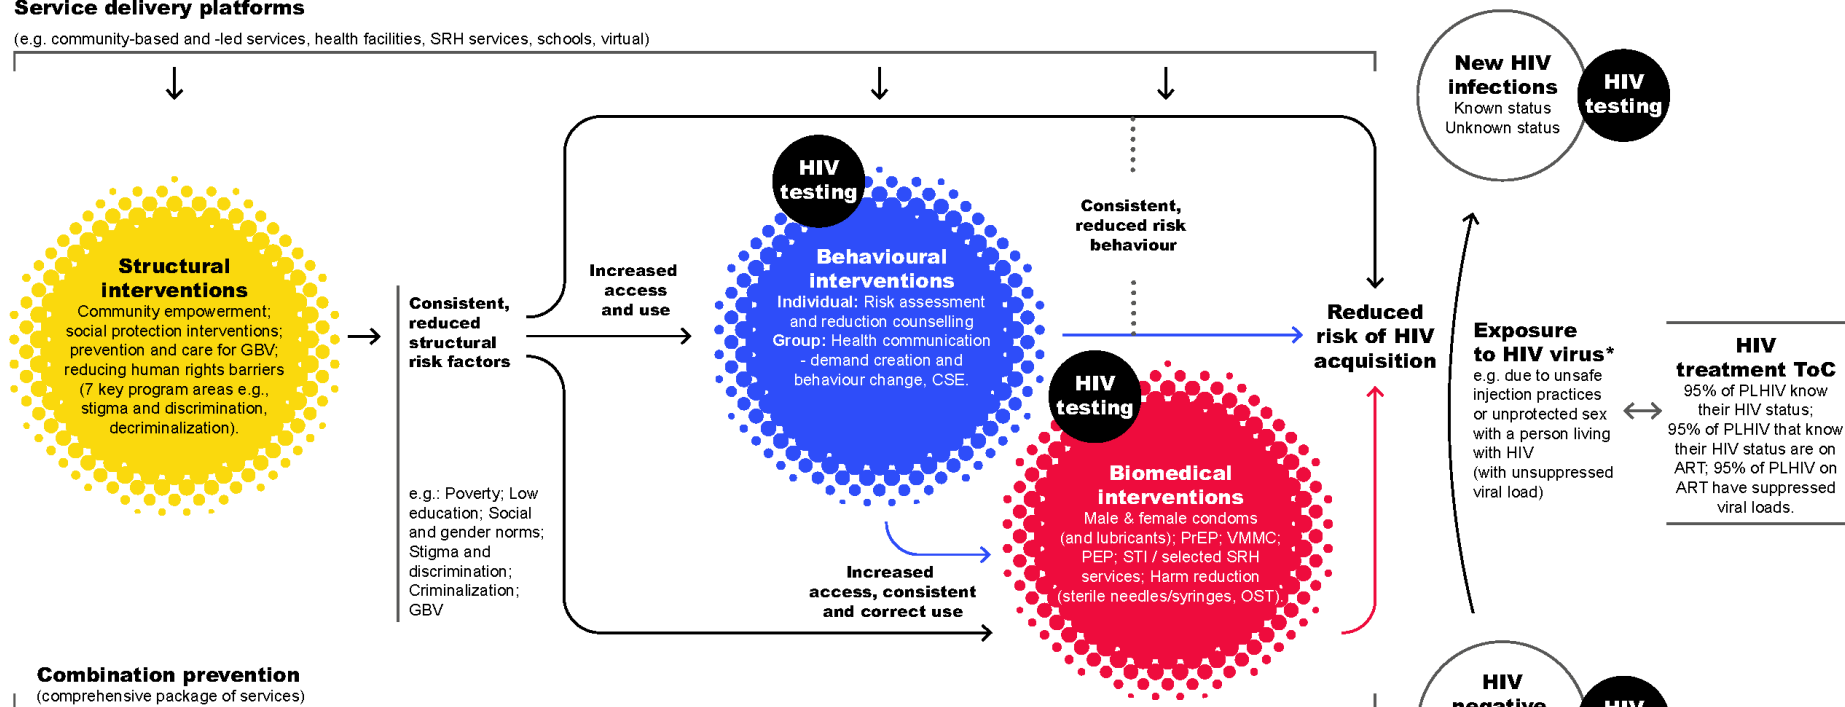 Service delivery platforms
(e.g. community-based and -led services, health facilities, SRH services, schools, virtual)
Structural
interventions
Community empowerment;
social protection interventions;
prevention and care for GBV;
reducing human rights barriers
(7 key program areas e.g.,
stigma and discrimination,
decriminalization).
Consistent,
reduced
structural
risk factors
e.g.: Poverty; Low
education; Social
and gender norms;
Stigma and
discrimination;
Criminalization;
GBV
Increased
access
and use
HIV
testing
Behavioural
interventions
Individual: Risk assessment
and reduction counselling
Group: Health communication
- demand creation and
behaviour change, CSE.
Increased
access, consistent
and correct use
Consistent,
reduced risk
behaviour
HIV
testing
Biomedical
interventions
Male & female condoms
(and lubricants); PrEP; VMMC;
PEP; STI / selected SRH
services; Harm reduction
(sterile needles/syringes, OST).
Reduced
risk of HIV
acquisition
New HIV
infections
Known status
Unknown status
HIV
testing
Exposure
to HIV virus*
e.g. due to unsafe
injection practices
or unprotected sex
with a person living
with HIV
(with unsuppressed
viral load)
HIV
treatment ToC
95% of PLHIV know
their HIV status;
95% of PLHIV that know
their HIV status are on
ART; 95% of PLHIV on
ART have suppressed
viral loads.
Combination prevention
(comprehensive package of services)
HIV
negative
HIV